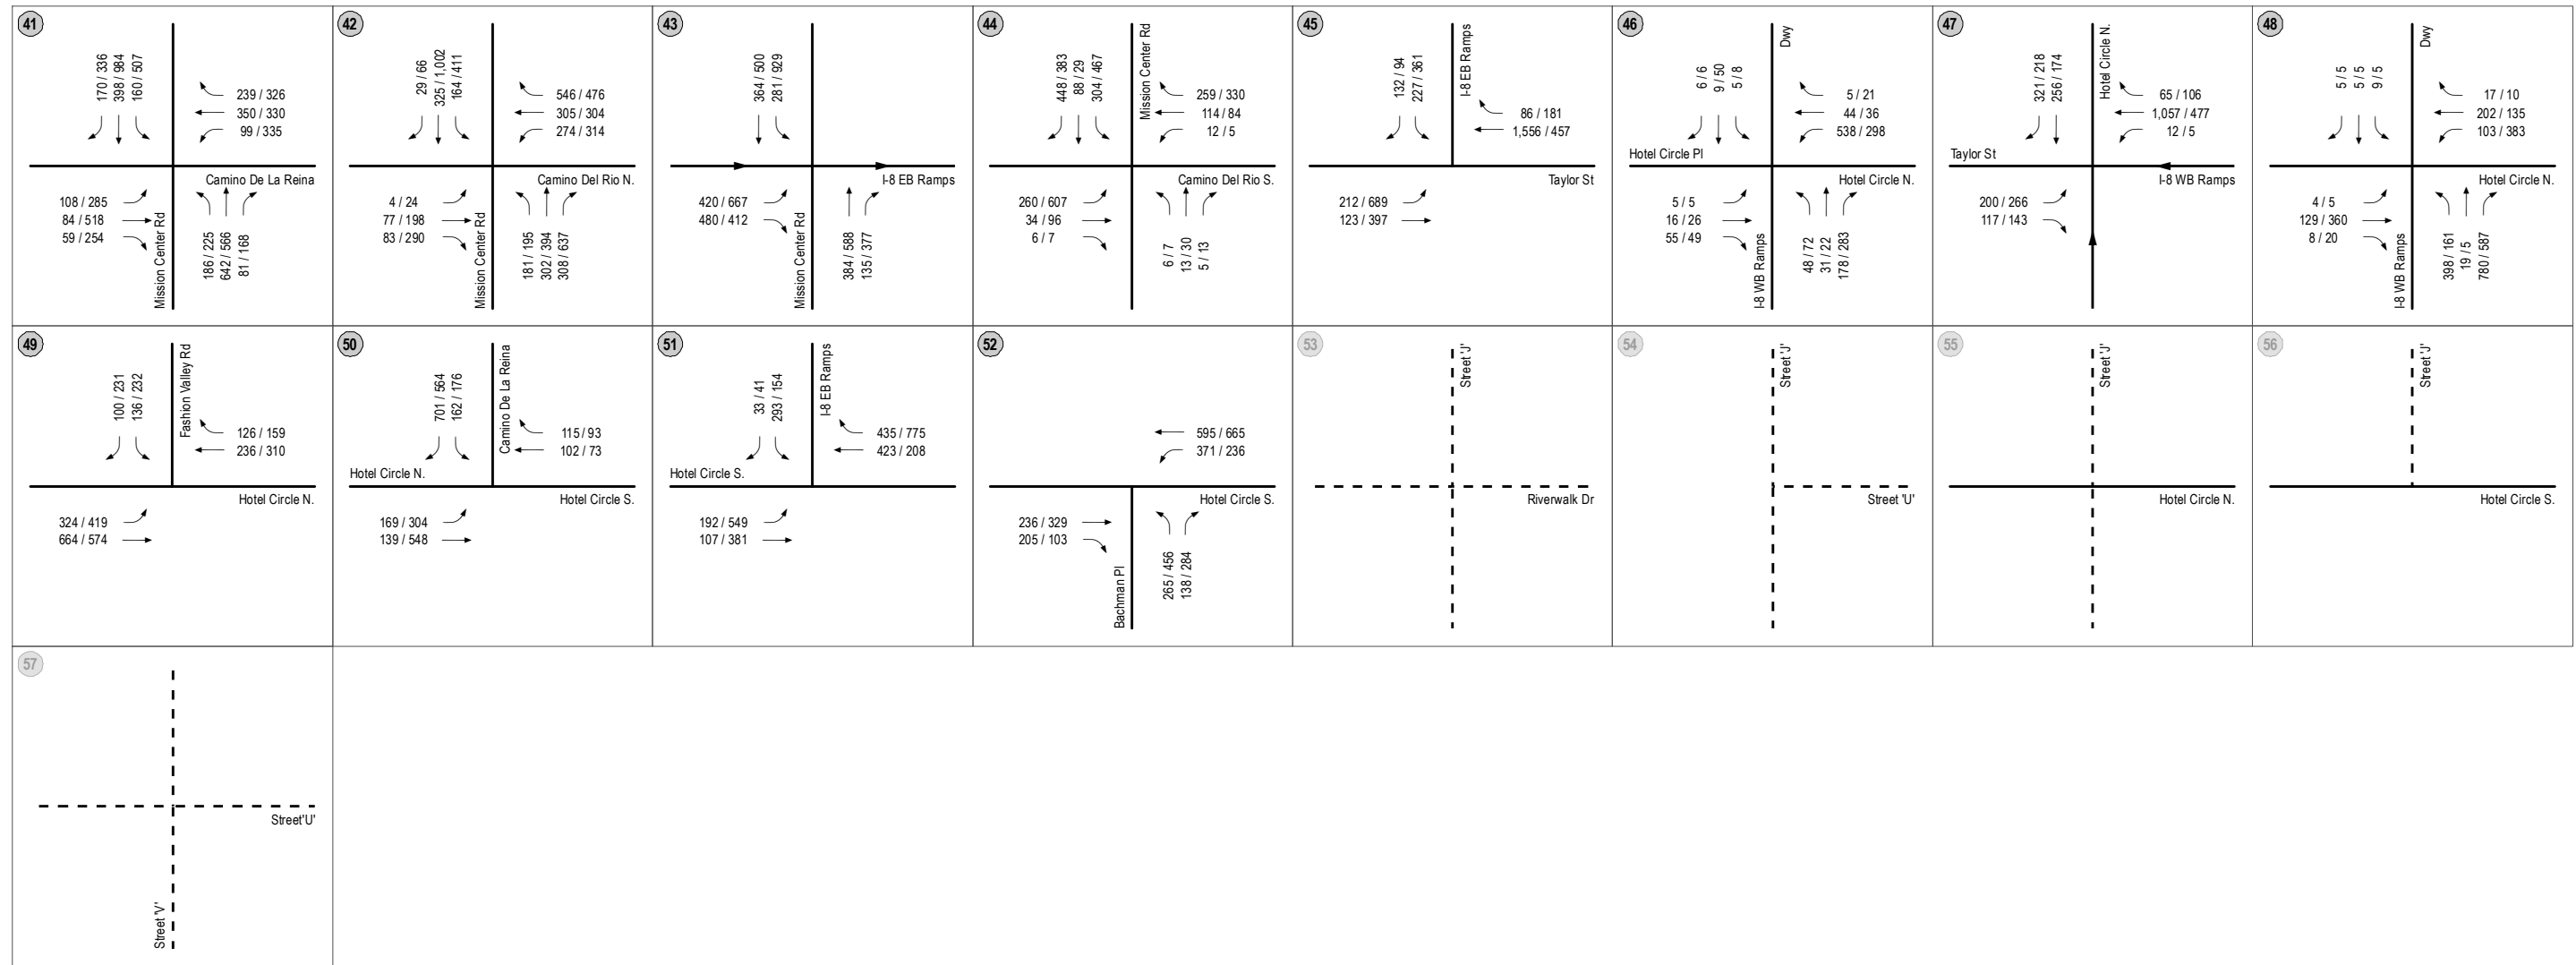 41
170 / 336
398 / 984
160 / 507
239 / 326
350 / 330
99 / 335
Camino De La Reina
108 / 285
84 / 518
59 / 254
Mission Center Rd
186 / 225
642 / 566
81 / 168
42
29 / 66
325 / 1,002
164 / 411
546 / 476
305 / 304
274 / 314
Camino Del Rio N.
4 / 24
77 / 198
83 / 290
Mission Center Rd
181 / 195
302 / 394
308 / 637
43
364 / 500
281 / 929
I-8 EB Ramps
420 / 667
480 / 412
Mission Center Rd
384 / 588
135 / 377
44
448 / 383
88 / 29
304 / 467
Mission Center Rd
259 / 330
114 / 84
12 / 5
Camino Del Rio S.
260 / 607
34 / 96
6 / 7
6 / 7
13 / 30
5 / 13
45
132 / 94
227 / 361
I-8 EB Ramps
86 / 181
1,556 / 457
Taylor St
212 / 689
123 / 397
46
6 / 6
9 / 50
5 / 8
Dwy
5 / 21
44 / 36
538 / 298
Hotel Circle Pl
Hotel Circle N.
5 / 5
16 / 26
55 / 49
I-8 WB Ramps
48 / 72
31 / 22
178 / 283
47
321 / 218
256 / 174
Hotel Circle N.
65 / 106
1,057 / 477
12 / 5
Taylor St
I-8 WB Ramps
200 / 266
117 / 143
48
5 / 5
5 / 5
9 / 5
Dwy
17 / 10
202 / 135
103 / 383
Hotel Circle N.
4 / 5
129 / 360
8 / 20
I-8 WB Ramps
398 / 161
19 / 5
780 / 587
49
100 / 231
136 / 232
Fashion Valley Rd
126 / 159
236 / 310
Hotel Circle N.
324 / 419
664 / 574
50
701 / 564
162 / 176
Camino De La Reina
115 / 93
102 / 73
Hotel Circle N.
Hotel Circle S.
169 / 304
139 / 548
51
33 / 41
293 / 154
I-8 EB Ramps
435 / 775
423 / 208
Hotel Circle S.
192 / 549
107 / 381
52
595 / 665
371 / 236
Hotel Circle S.
236 / 329
205 / 103
Bachman Pl
265 / 456
138 / 284
53
Street 'J'
Riverwalk Dr
54
Street 'J'
Street 'U'
55
Street 'J'
Hotel Circle N.
56
Street 'J'
Hotel Circle S.
57
Street'U'
Street 'V'